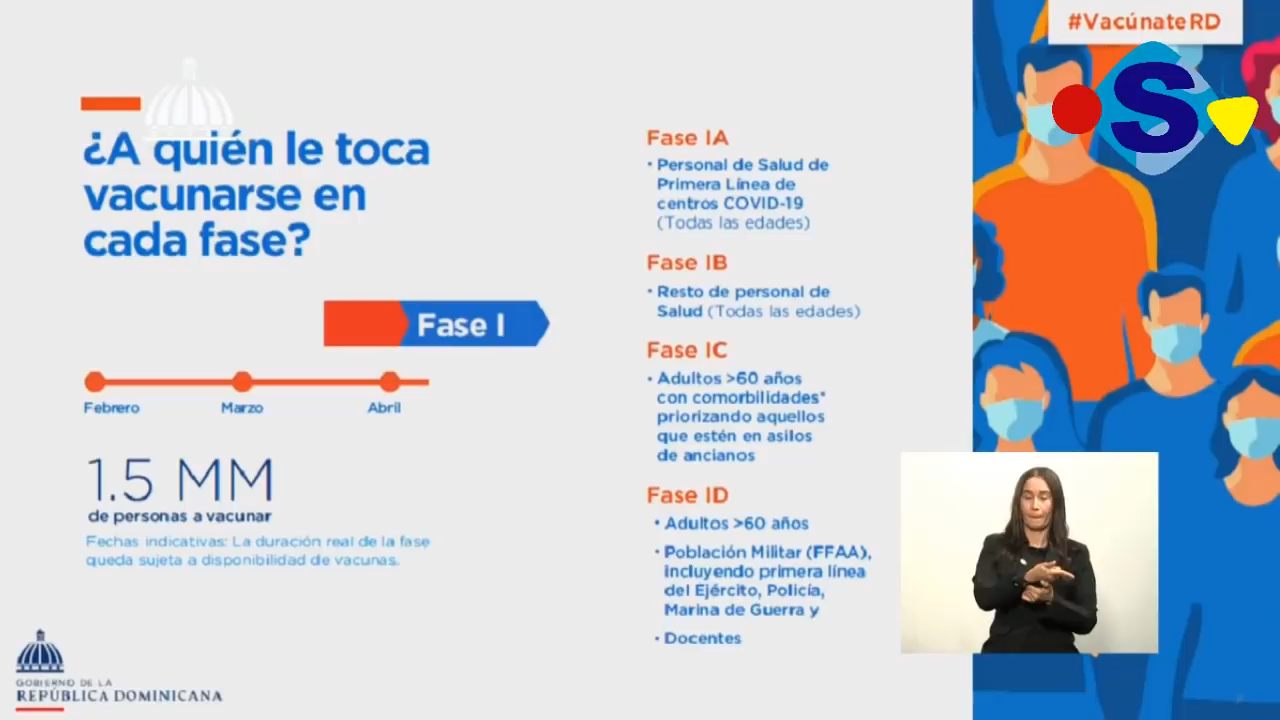 #VacúnateRD
S
¿A quién le toca
vacunarse en
cada fase?
Fase I
Febrero
Marzo
Abril
1.5 MM
de personas a vacunar
Fechas indicativas: La duración real de la fase
queda sujeta a disponibilidad de vacunas.
Fase IA
• Personal de Salud de
Primera Línea de
centros COVID-19
(Todas las edades)
Fase IB
• Resto de personal de
Salud (Todas las edades)
Fase IC
• Adultos >60 años
con comorbilidades*
priorizando aquellos
que estén en asilos
de ancianos
Fase ID
• Adultos >60 años
• Población Militar (FFAA),
incluyendo primera línea
del Ejército, Policía,
Marina de Guerra y
• Docentes
GOBIERNO DE LA
REPÚBLICA DOMINICANA